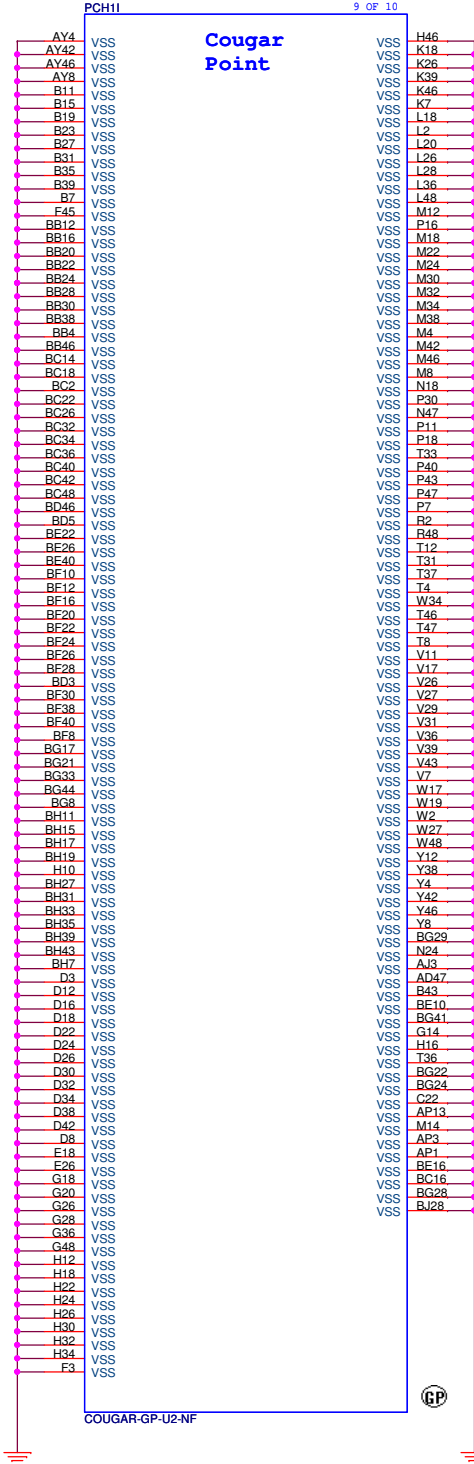 PCH1I 9 OF 10
Cougar
Point
AY4 VSS VSS H46
AY42 VSS VSS K18
AY46 VSS VSS K26
AY8 VSS VSS K39
B11 VSS VSS K46
B15 VSS VSS K7
B19 VSS VSS L18
B23 VSS VSS L2
B27 VSS VSS L20
B31 VSS VSS L26
B35 VSS VSS L28
B39 VSS VSS L36
B7 VSS VSS L48
F45 VSS VSS M12
BB12 VSS VSS P16
BB16 VSS VSS M18
BB20 VSS VSS M22
BB22 VSS VSS M24
BB24 VSS VSS M30
BB28 VSS VSS M32
BB30 VSS VSS M34
BB38 VSS VSS M38
BB4 VSS VSS M4
BB46 VSS VSS M42
BC14 VSS VSS M46
BC18 VSS VSS M8
BC2 VSS VSS N18
BC22 VSS VSS P30
BC26 VSS VSS N47
BC32 VSS VSS P11
BC34 VSS VSS P18
BC36 VSS VSS T33
BC40 VSS VSS P40
BC42 VSS VSS P43
BC48 VSS VSS P47
BD46 VSS VSS P7
BD5 VSS VSS R2
BE22 VSS VSS R48
BE26 VSS VSS T12
BE40 VSS VSS T31
BF10 VSS VSS T37
BF12 VSS VSS T4
BF16 VSS VSS W34
BF20 VSS VSS T46
BF22 VSS VSS T47
BF24 VSS VSS T8
BF26 VSS VSS V11
BF28 VSS VSS V17
BD3 VSS VSS V26
BF30 VSS VSS V27
BF38 VSS VSS V29
BF40 VSS VSS V31
BF8 VSS VSS V36
BG17 VSS VSS V39
BG21 VSS VSS V43
BG33 VSS VSS V7
BG44 VSS VSS W17
BG8 VSS VSS W19
BH11 VSS VSS W2
BH15 VSS VSS W27
BH17 VSS VSS W48
BH19 VSS VSS Y12
H10 VSS VSS Y38
BH27 VSS VSS Y4
BH31 VSS VSS Y42
BH33 VSS VSS Y46
BH35 VSS VSS Y8
BH39 VSS VSS BG29
BH43 VSS VSS N24
BH7 VSS VSS AJ3
D3 VSS VSS AD47
D12 VSS VSS B43
D16 VSS VSS BE10
D18 VSS VSS BG41
D22 VSS VSS G14
D24 VSS VSS H16
D26 VSS VSS T36
D30 VSS VSS BG22
D32 VSS VSS BG24
D34 VSS VSS C22
D38 VSS VSS AP13
D42 VSS VSS M14
D8 VSS VSS AP3
E18 VSS VSS AP1
E26 VSS VSS BE16
G18 VSS VSS BC16
G20 VSS VSS BG28
G26 VSS VSS BJ28
G28 VSS
G36 VSS
G48 VSS
H12 VSS
H18 VSS
H22 VSS
H24 VSS
H26 VSS
H30 VSS
H32 VSS
H34 VSS
F3 VSS
GP
COUGAR-GP-U2-NF